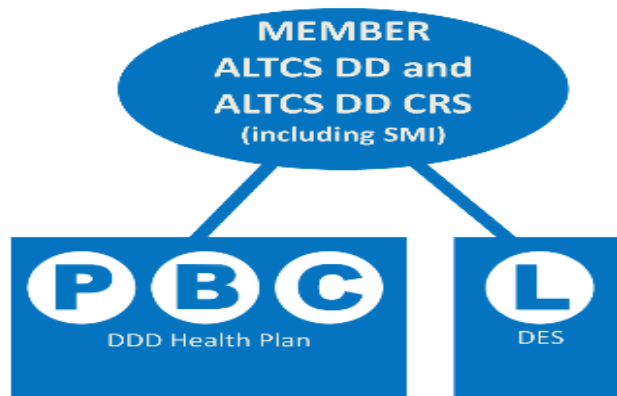 MEMBER
ALTCS DD and
ALTCS DD CRS
(including SMI)
P B C
DDD Health Plan
L
DES